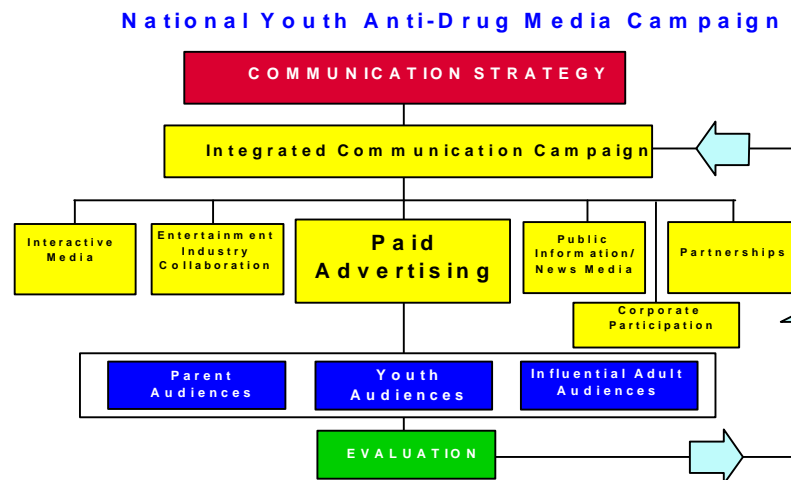 National Youth Anti-Drug Media Campaign
COMMUNICATION STRATEGY
Integrated Communication Campaign
Interactive
Media
Entertainment
Industry
Collaboration
Paid
Advertising
Public
Information/
News Media
Partnerships
Corporate
Participation
Parent
Audiences
Youth
Audiences
Influential Adult
Audiences
EVALUATION